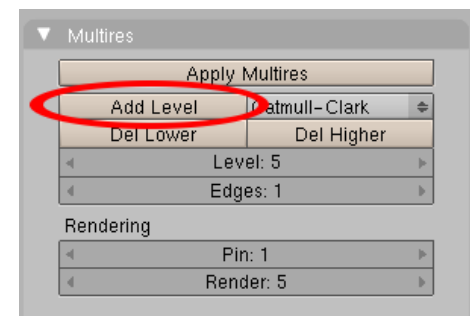 Multires
Apply Multires
Add Level Catmull-Clark
Del Lower Del Higher
Level: 5
Edges: 1
Rendering
Pin: 1
Render: 5